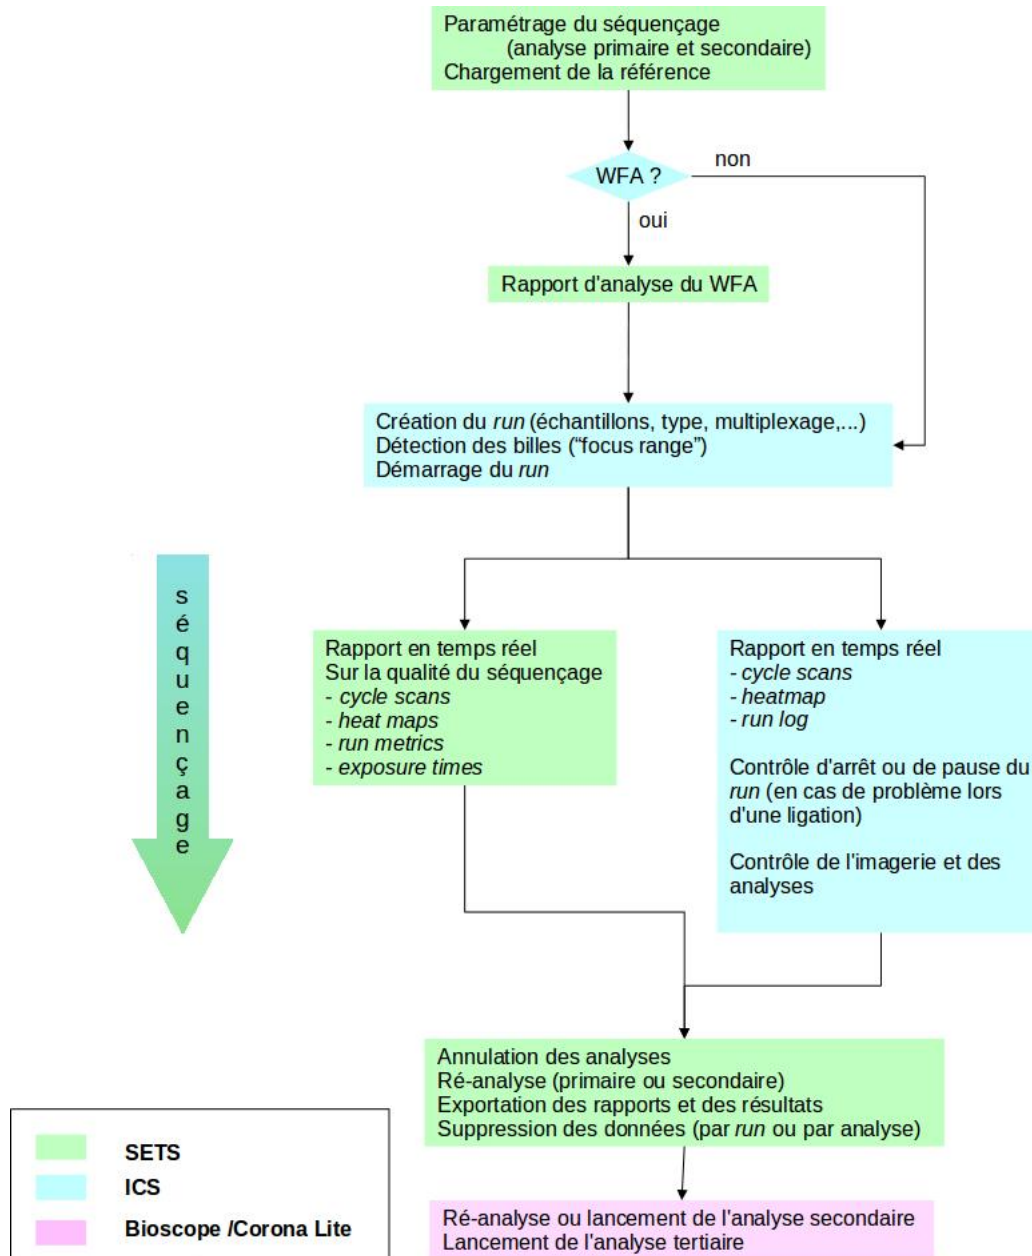 Paramétrage du séquençage
(analyse primaire et secondaire)
Chargement de la référence
WFA ?
non
oui
Rapport d'analyse du WFA
Création du run (échantillons, type, multiplexage,...)
Détection des billes (“focus range”)
Démarrage du run
séquençage
Rapport en temps réel
Sur la qualité du séquençage
- cycle scans
- heat maps
- run metrics
- exposure times
Rapport en temps réel
- cycle scans
- heatmap
- run log
Contrôle d'arrêt ou de pause du
run (en cas de problème lors
d'une ligation)
Contrôle de l'imagerie et des
analyses
Annulation des analyses
Ré-analyse (primaire ou secondaire)
Exportation des rapports et des résultats
Suppression des données (par run ou par analyse)
SETS
ICS
Bioscope /Corona Lite
Ré-analyse ou lancement de l'analyse secondaire
Lancement de l'analyse tertiaire